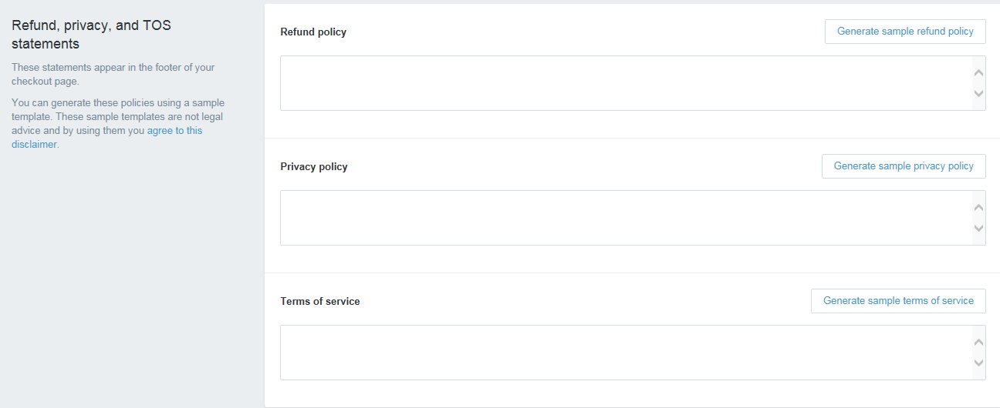 Refund, privacy, and TOS
statements
These statements appear in the footer of your
checkout page.
You can generate these policies using a sample
template. These sample templates are not legal
advice and by using them you agree to this
disclaimer.
Refund policy
Generate sample refund policy
Privacy policy
Generate sample privacy policy
Terms of service
Generate sample terms of service